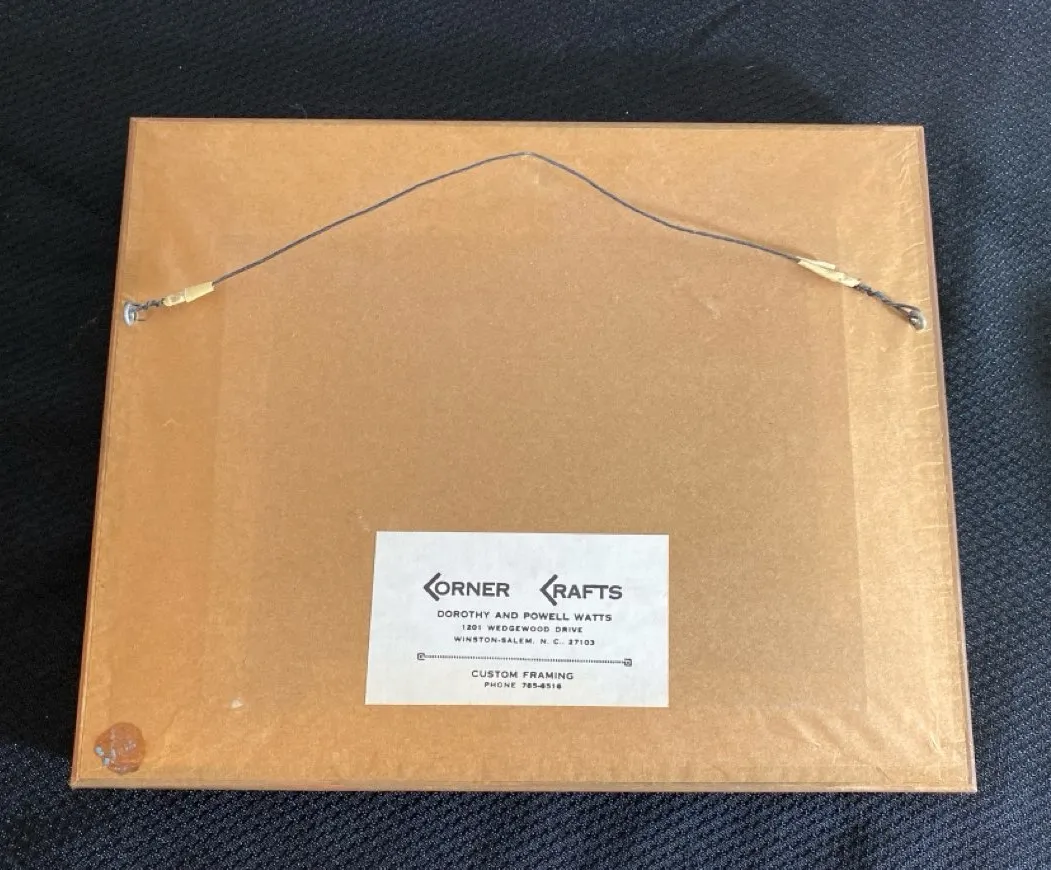 CORNER CRAFTS
DOROTHY AND POWELL WATTS
1201 WEDGEWOOD DRIVE
WINSTON-SALEM, N. C. 27103
CUSTOM FRAMING
PHONE 765-6516